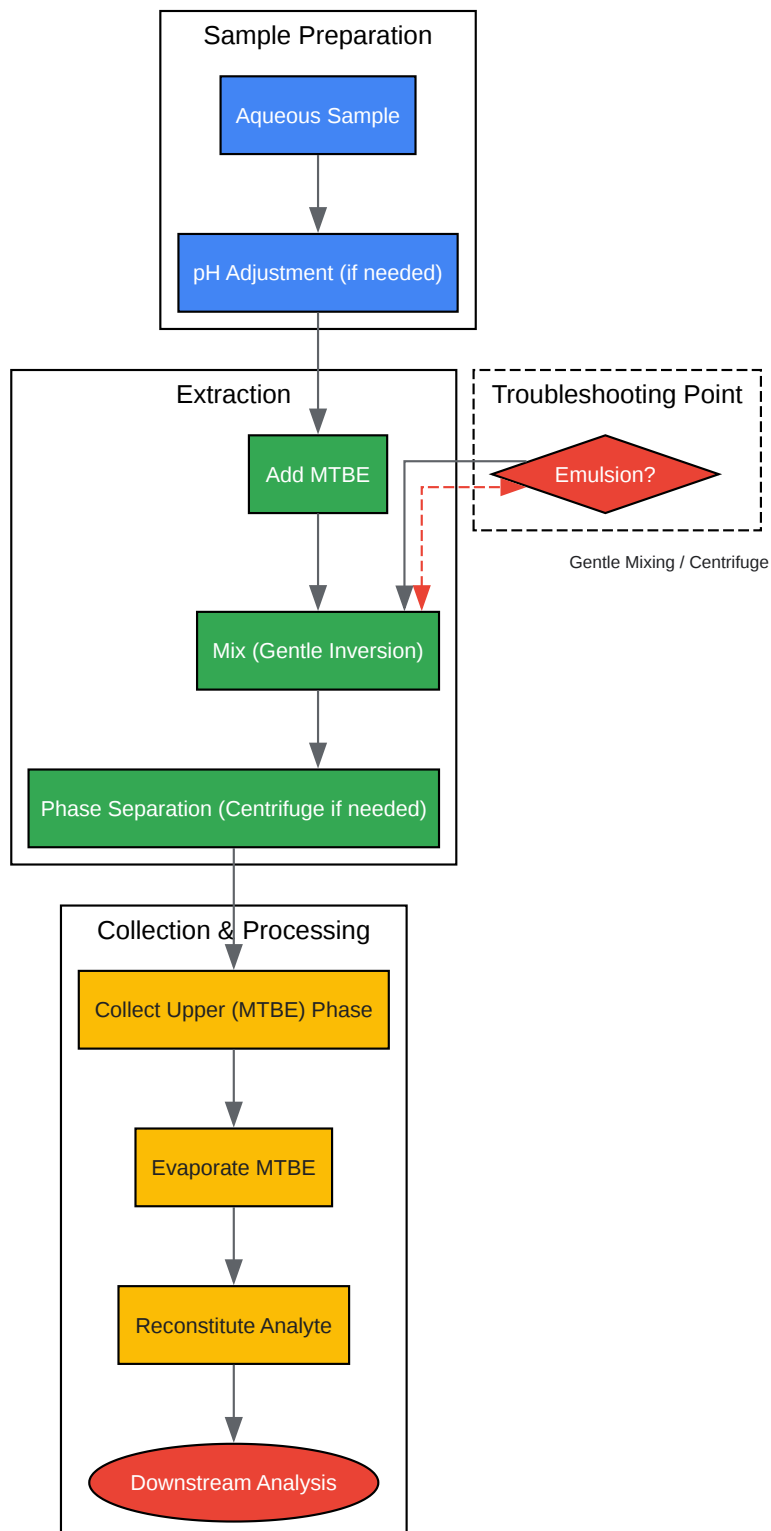 Sample Preparation
Aqueous Sample
pH Adjustment (if needed)
Extraction
Troubleshooting Point
Add MTBE
Emulsion?
Gentle Mixing / Centrifuge
Mix (Gentle Inversion)
Phase Separation (Centrifuge if needed)
Collection & Processing
Collect Upper (MTBE) Phase
Evaporate MTBE
Reconstitute Analyte
Downstream Analysis